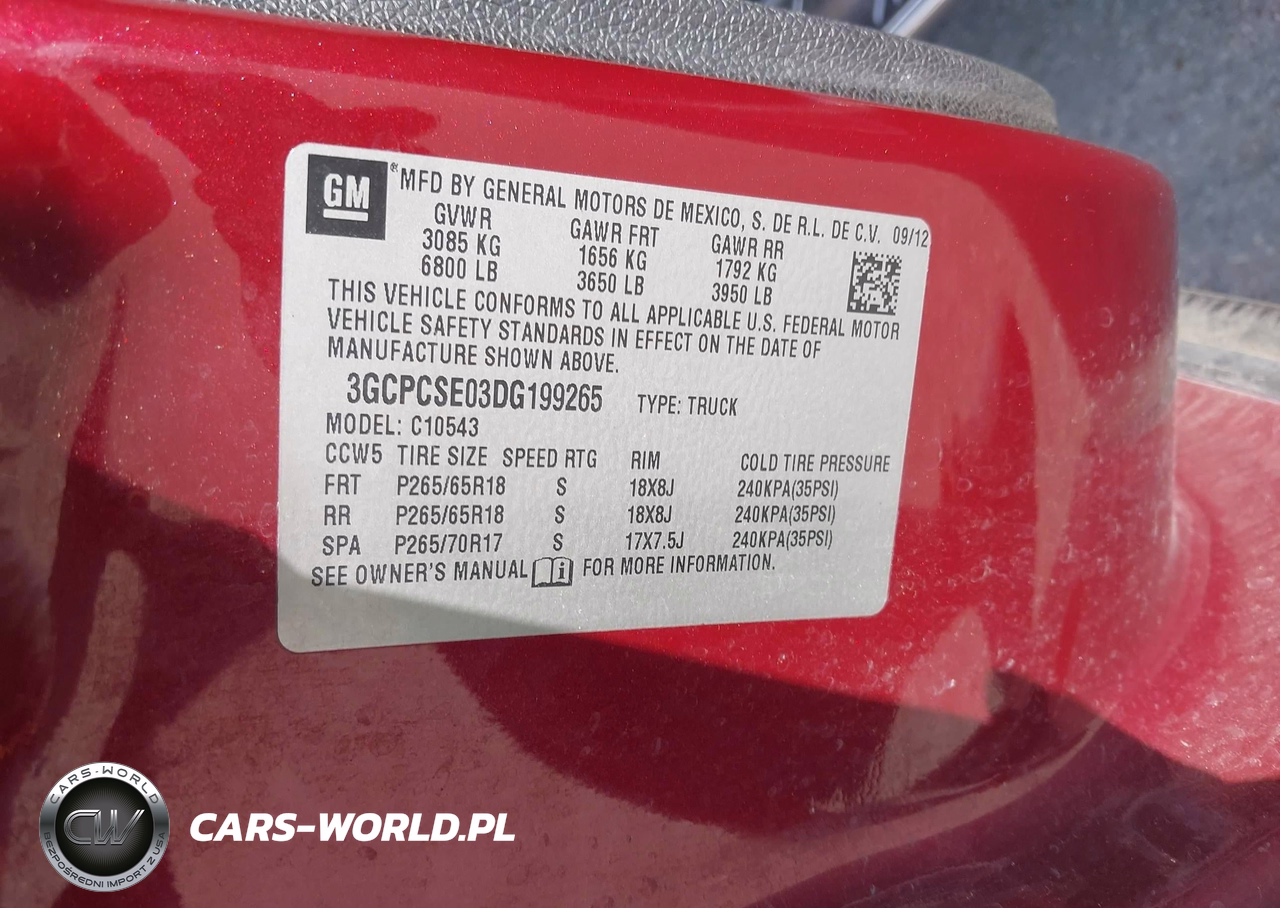 GM ® MFD BY GENERAL MOTORS DE MEXICO, S. DE R.L. DE C.V. 09/12
GVWR GAWR FRT GAWR RR
3085 KG 1656 KG 1792 KG
6800 LB 3650 LB 3950 LB
THIS VEHICLE CONFORMS TO ALL APPLICABLE U.S. FEDERAL MOTOR
VEHICLE SAFETY STANDARDS IN EFFECT ON THE DATE OF
MANUFACTURE SHOWN ABOVE.
3GCPCSE03DG199265 TYPE: TRUCK
MODEL: C10543
CCW5 TIRE SIZE SPEED RTG RIM COLD TIRE PRESSURE
FRT P265/65R18 S 18X8J 240KPA(35PSI)
RR P265/65R18 S 18X8J 240KPA(35PSI)
SPA P265/70R17 S 17X7.5J 240KPA(35PSI)
SEE OWNER'S MANUAL i FOR MORE INFORMATION.
CARS-WORLD
CW
BEZPOŚREDNI IMPORT Z USA
CARS-WORLD.PL